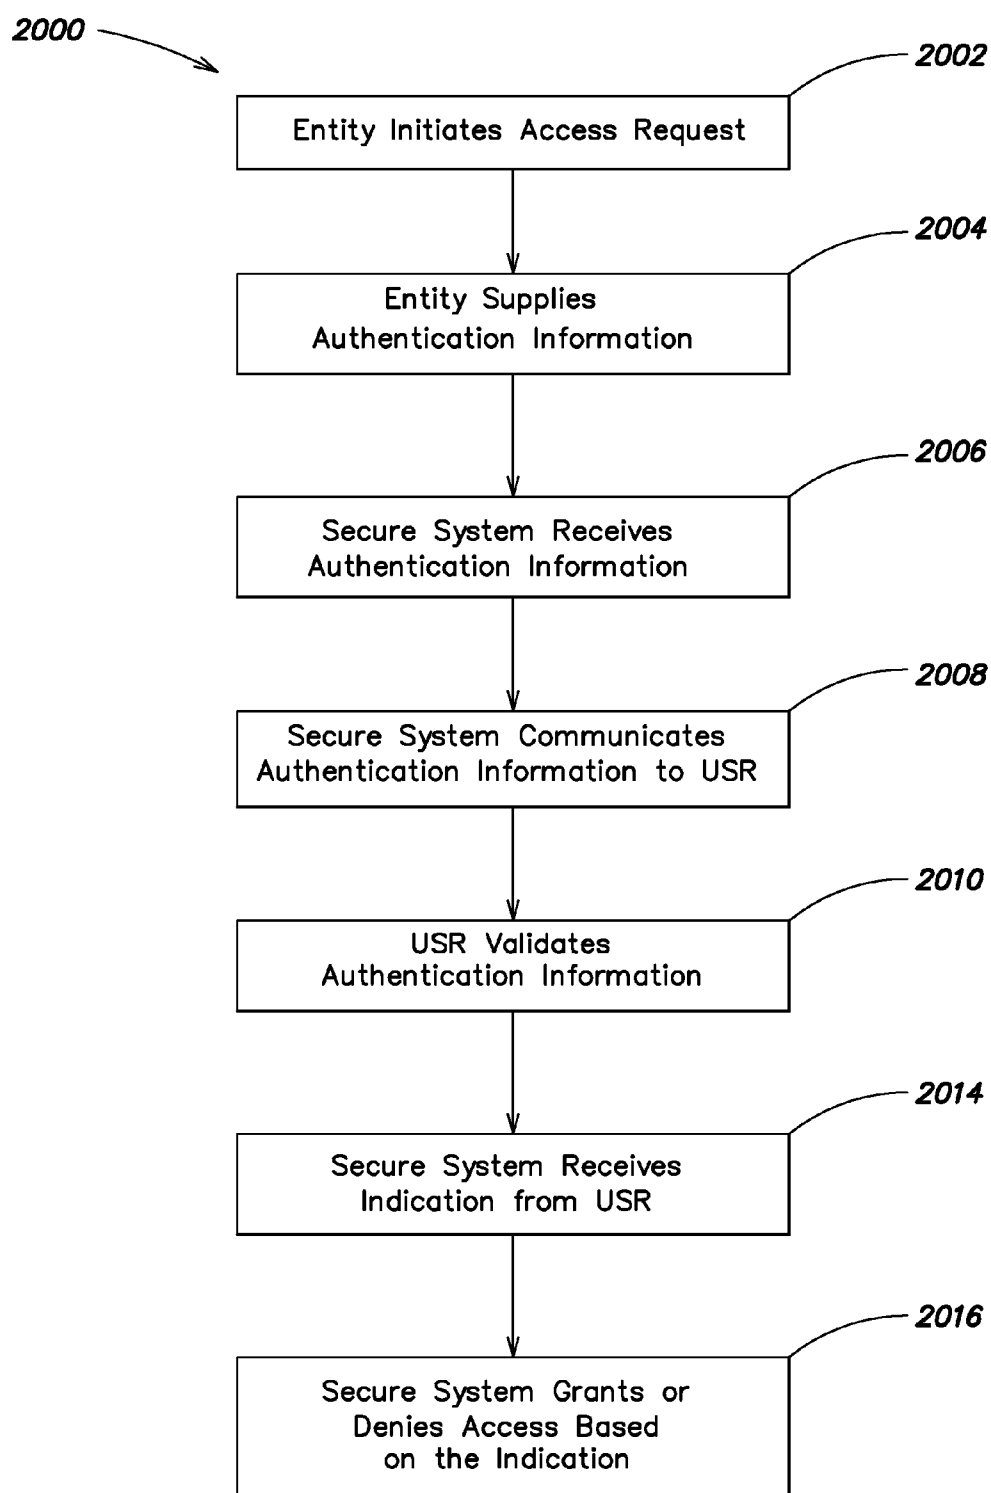 2000
2002
Entity Initiates Access Request
2004
Entity Supplies
Authentication Information
2006
Secure System Receives
Authentication Information
2008
Secure System Communicates
Authentication Information to USR
2010
USR Validates
Authentication Information
2014
Secure System Receives
Indication from USR
2016
Secure System Grants or
Denies Access Based
on the Indication